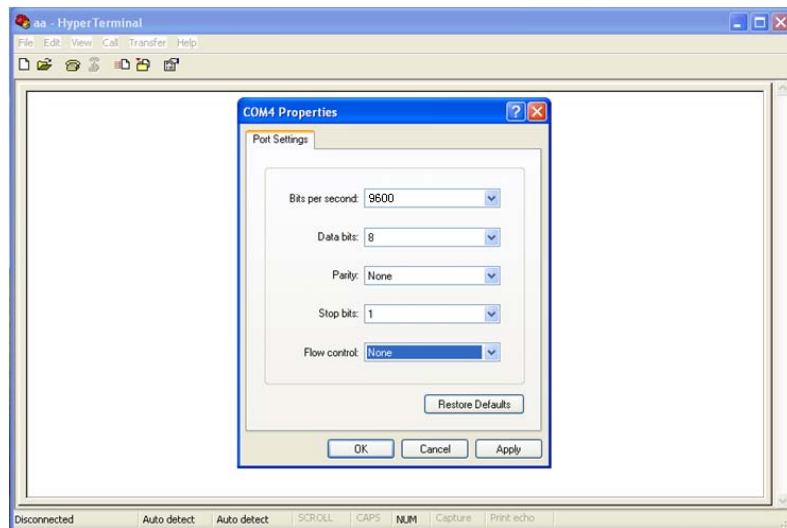 aa - HyperTerminal
File Edit View Call Transfer Help
COM4 Properties
Port Settings
Bits per second: 9600
Data bits: 8
Parity: None
Stop bits: 1
Flow control: None
Restore Defaults
OK Cancel Apply
Disconnected Auto detect Auto detect SCROLL CAPS NUM Capture Print echo